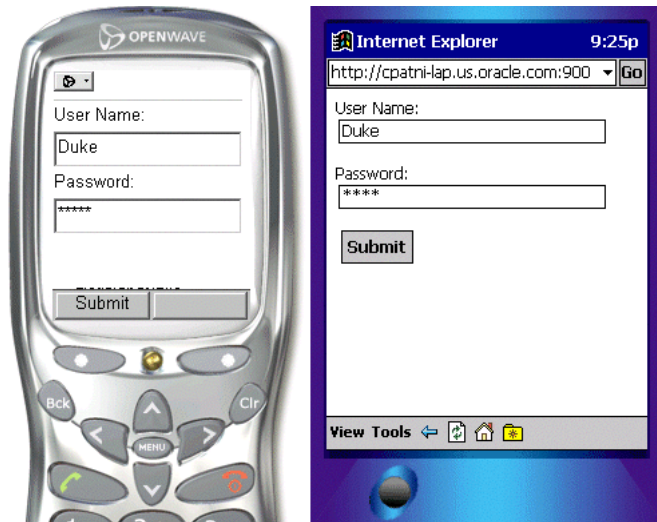 OPENWAVE
User Name:
Duke
Password:
*****
Submit
Bck
Clr
MENU
Internet Explorer 9:25p
http://cpatni-lap.us.oracle.com:900 Go
User Name:
Duke
Password:
****
Submit
View Tools